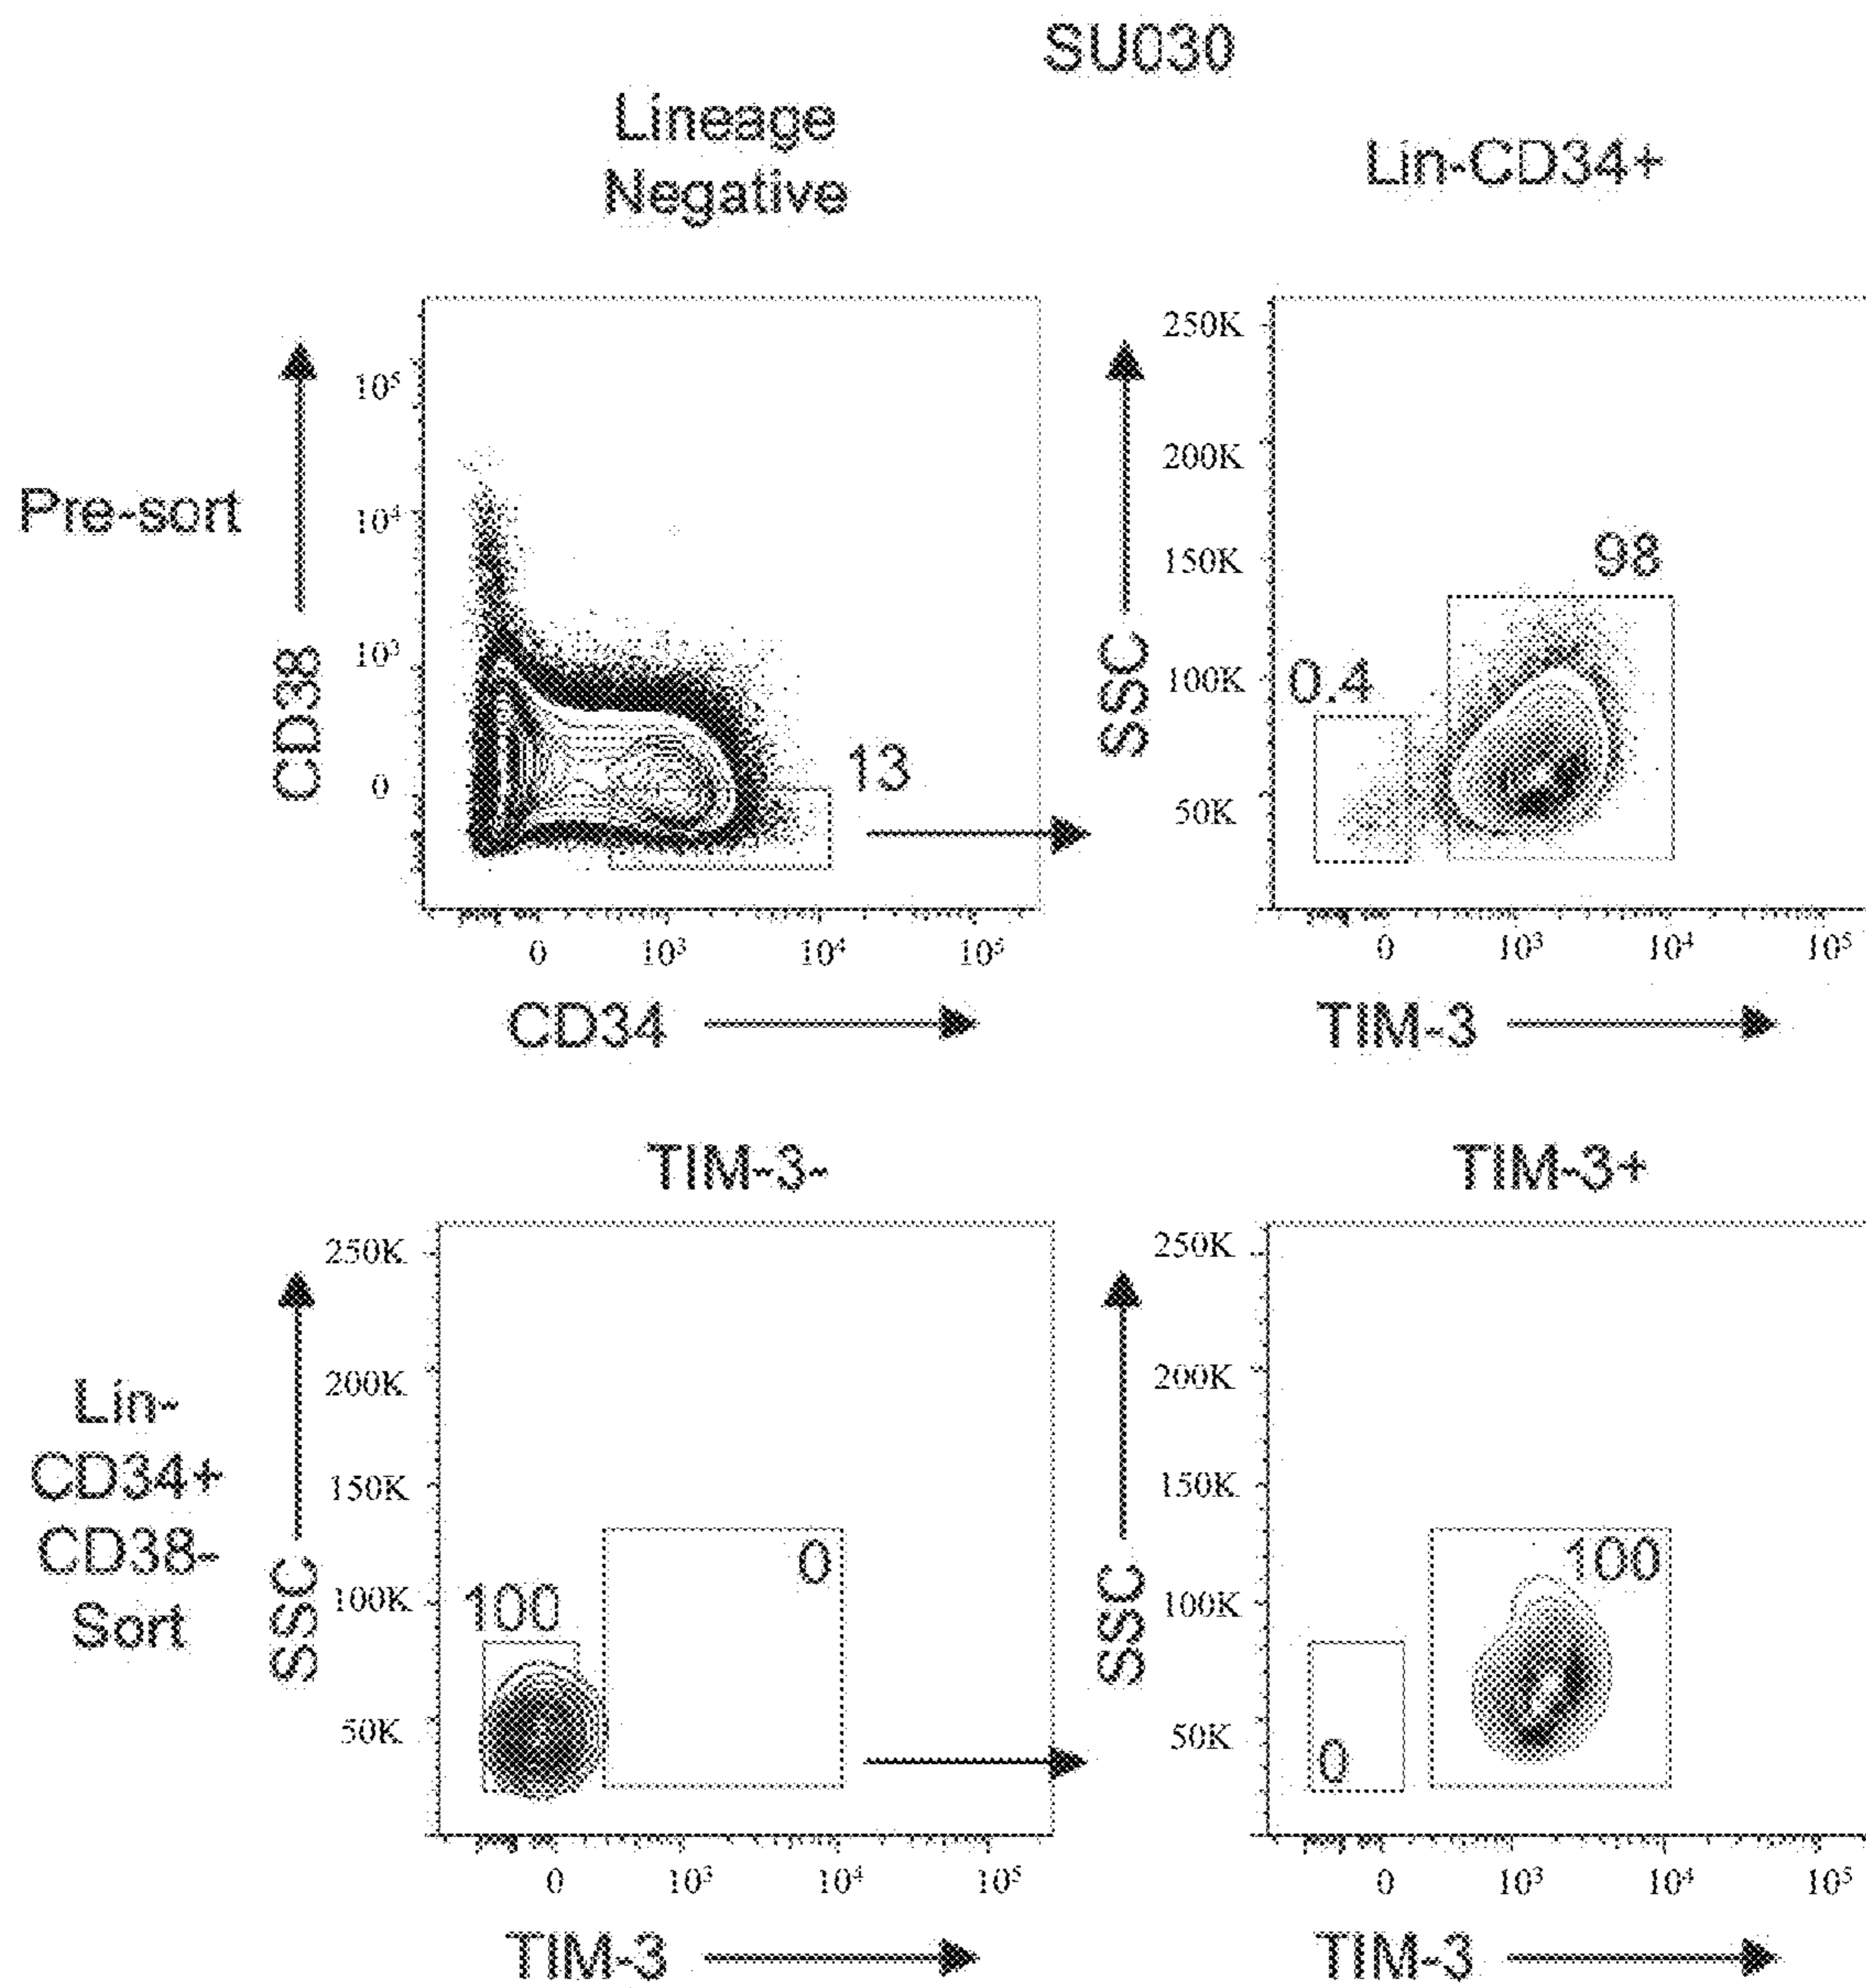 SU030
Lineage
Negative
Lin-CD34+
Pre-sort
CD38
10⁵
10⁴
10³
0
13
0
10³
10⁴
10⁵
CD34
SSC
250K
200K
150K
100K
50K
98
0.4
0
10³
10⁴
10⁵
TIM-3
TIM-3-
TIM-3+
Lin-
CD34+
CD38-
Sort
SSC
250K
200K
150K
100K
50K
100
0
0
10³
10⁴
10⁵
TIM-3
SSC
250K
200K
150K
100K
50K
100
0
0
10³
10⁴
10⁵
TIM-3